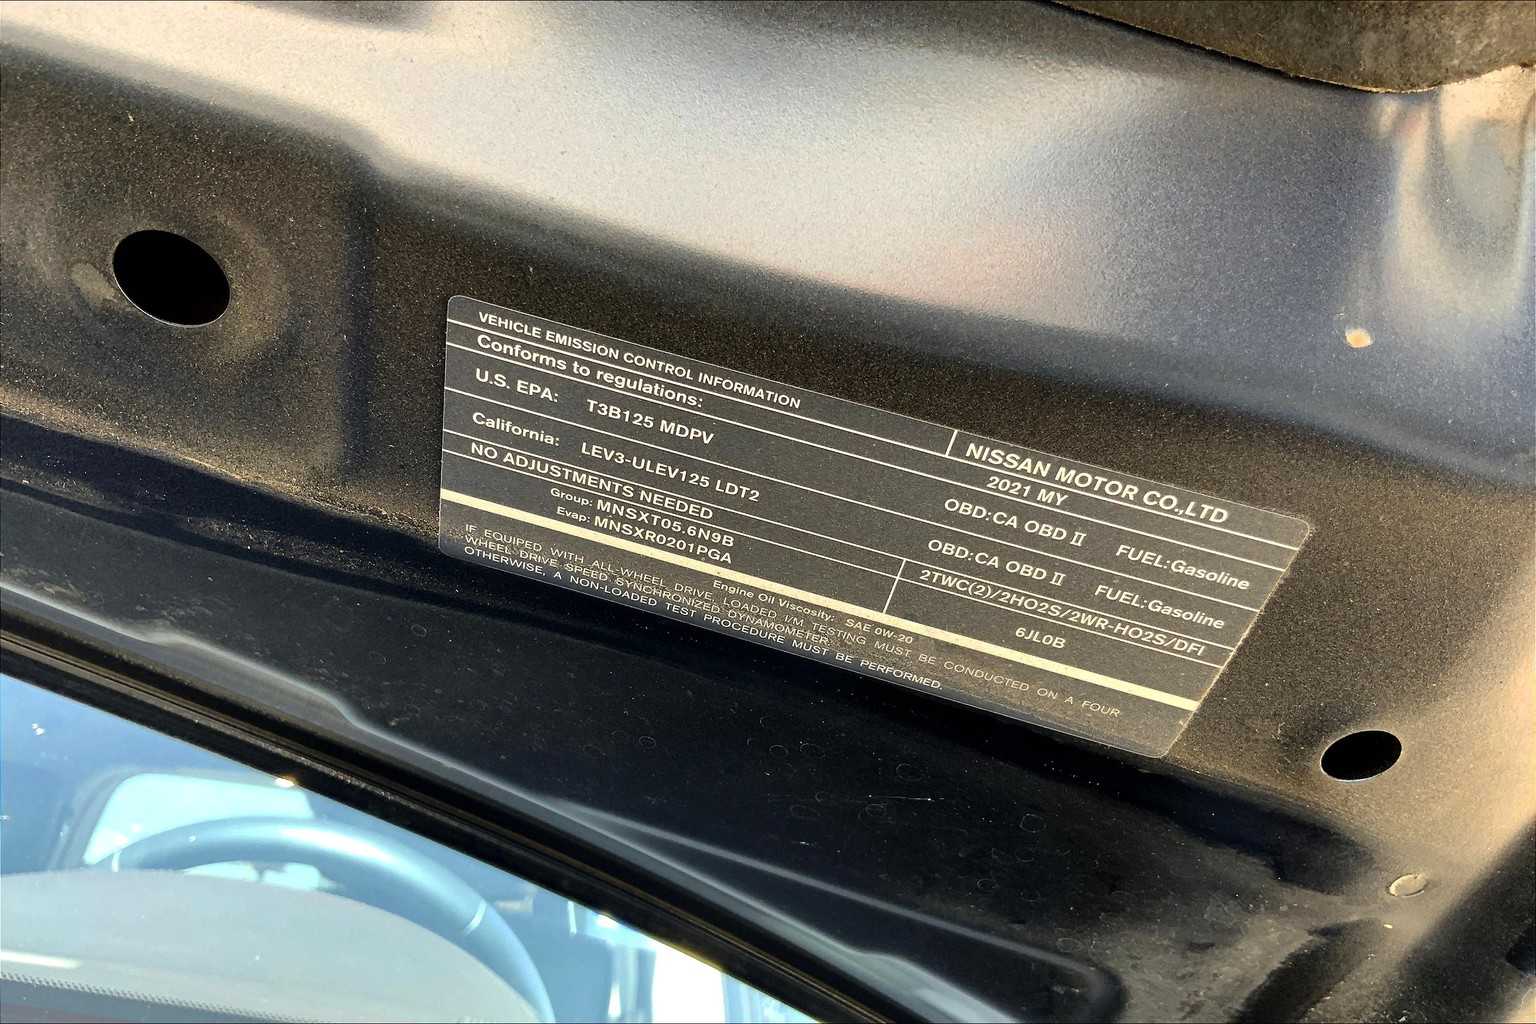 VEHICLE EMISSION CONTROL INFORMATION
Conforms to regulations:
NISSAN MOTOR CO.,LTD
2021 MY
U.S. EPA: T3B125 MDPV OBD:CA OBD II FUEL:Gasoline
California: LEV3-ULEV125 LDT2 OBD:CA OBD II FUEL:Gasoline
NO ADJUSTMENTS NEEDED 2TWC(2)/2HO2S/2WR-HO2S/DFI
Group: MNSXT05.6N9B
Evap: MNSXR0201PGA
6JL0B
Engine Oil Viscosity: SAE 0W-20
IF EQUIPED WITH ALL-WHEEL DRIVE, LOADED I/M TESTING MUST BE CONDUCTED ON A FOUR
WHEEL DRIVE SPEED SYNCHRONIZED DYNAMOMETER.
OTHERWISE, A NON-LOADED TEST PROCEDURE MUST BE PERFORMED.